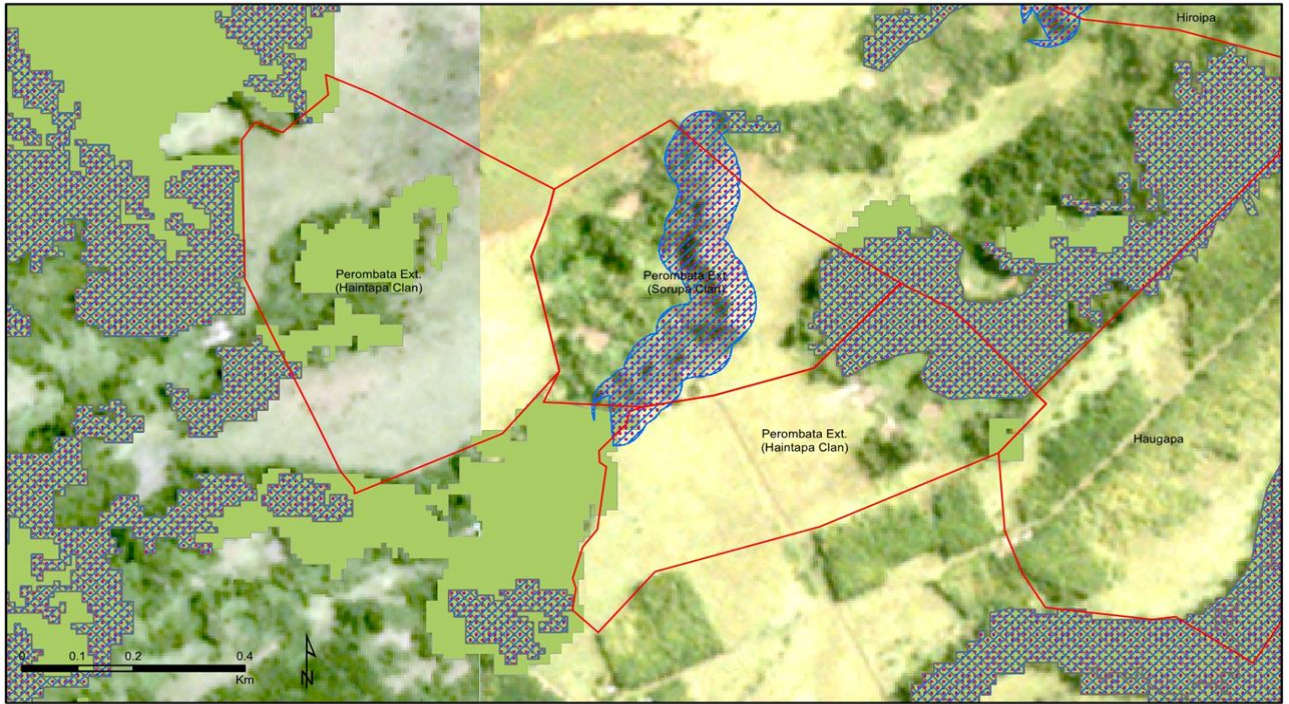 Hiroipa
Perombata Ext.
(Haintapa Clan)
Perombata Ext.
(Sorupa Clan)
Perombata Ext.
(Haintapa Clan)
Haugapa
0 0.1 0.2 0.4
Km
N